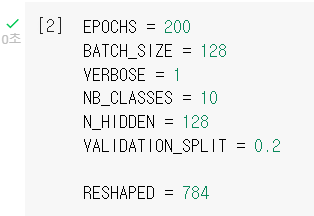 [2] EPOCHS = 200
0초 BATCH_SIZE = 128
VERBOSE = 1
NB_CLASSES = 10
N_HIDDEN = 128
VALIDATION_SPLIT = 0.2
RESHAPED = 784